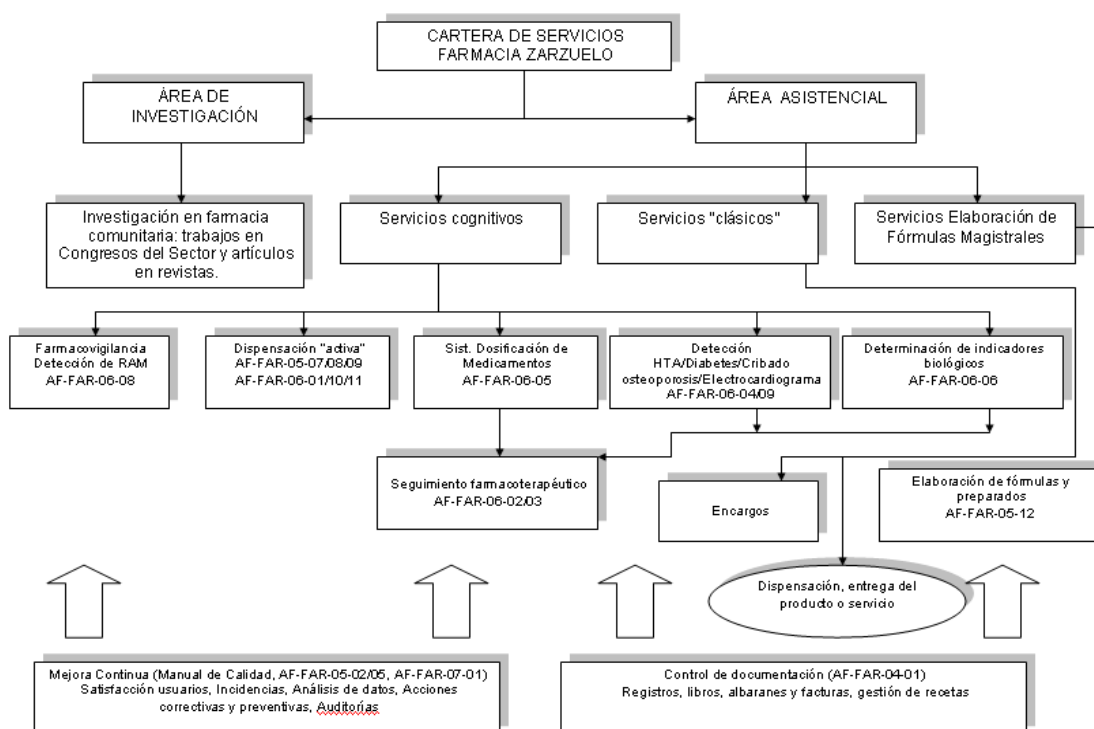 CARTERA DE SERVICIOS
FARMACIA ZARZUELO
ÁREA DE
INVESTIGACIÓN
ÁREA ASISTENCIAL
Investigación en farmacia
comunitaria: trabajos en
Congresos del Sector y artículos
en revistas.
Servicios cognitivos
Servicios "clásicos"
Servicios Elaboración de
Fórmulas Magistrales
Farmacovigilancia
Detección de RAM
AF-FAR-06-08
Dispensación "activa"
AF-FAR-05-07/08/09
AF-FAR-06-01/10/11
Sist. Dosificación de
Medicamentos
AF-FAR-06-05
Detección
HTA/Diabetes/Cribado
osteoporosis/Electrocardiograma
AF-FAR-06-04/09
Determinación de indicadores
biológicos
AF-FAR-06-06
Seguimiento farmacoterapéutico
AF-FAR-06-02/03
Encargos
Elaboración de fórmulas y
preparados
AF-FAR-05-12
Dispensación, entrega del
producto o servicio
Mejora Continua (Manual de Calidad, AF-FAR-05-02/05, AF-FAR-07-01)
Satisfacción usuarios, Incidencias, Análisis de datos, Acciones
correctivas y preventivas, Auditorías
Control de documentación (AF-FAR-04-01)
Registros, libros, albaranes y facturas, gestión de recetas